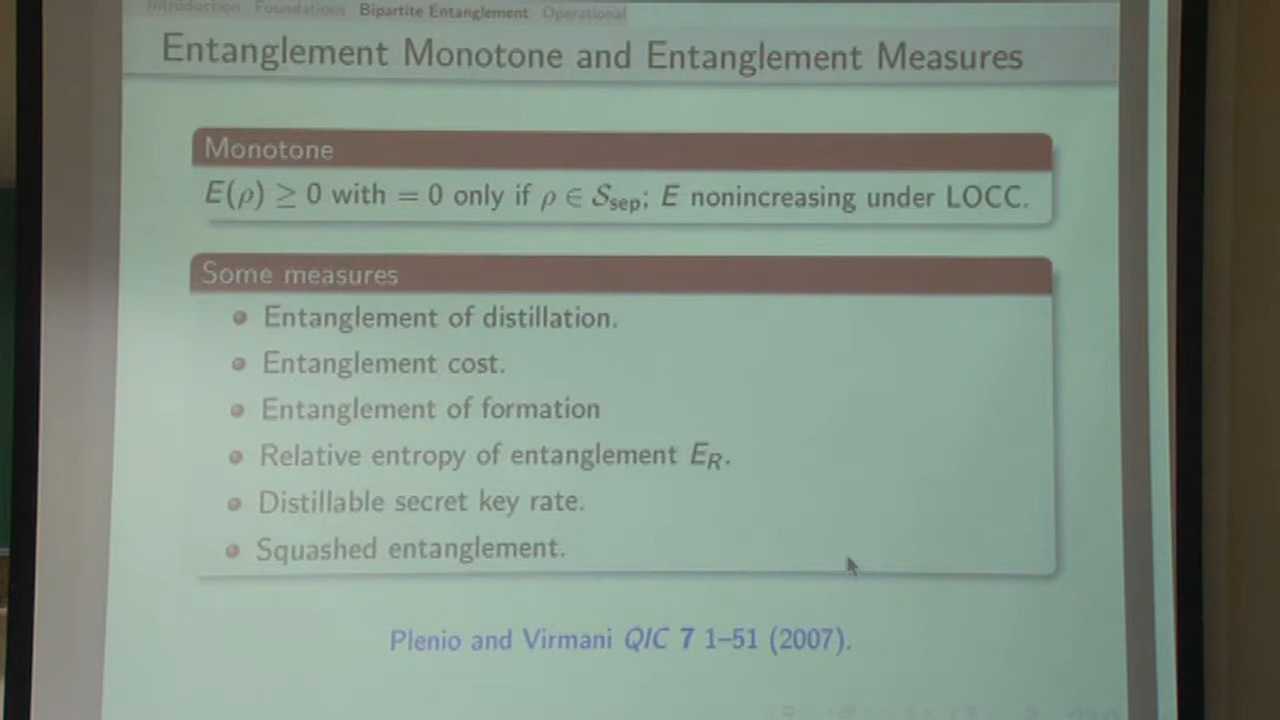 Introduction Foundations Bipartite Entanglement Operational
Entanglement Monotone and Entanglement Measures
Monotone
E(ρ) ≥ 0 with = 0 only if ρ ∈ S_sep; E nonincreasing under LOCC.
Some measures
Entanglement of distillation.
Entanglement cost.
Entanglement of formation
Relative entropy of entanglement E_R.
Distillable secret key rate.
Squashed entanglement.
Plenio and Virmani QIC 7 1–51 (2007).